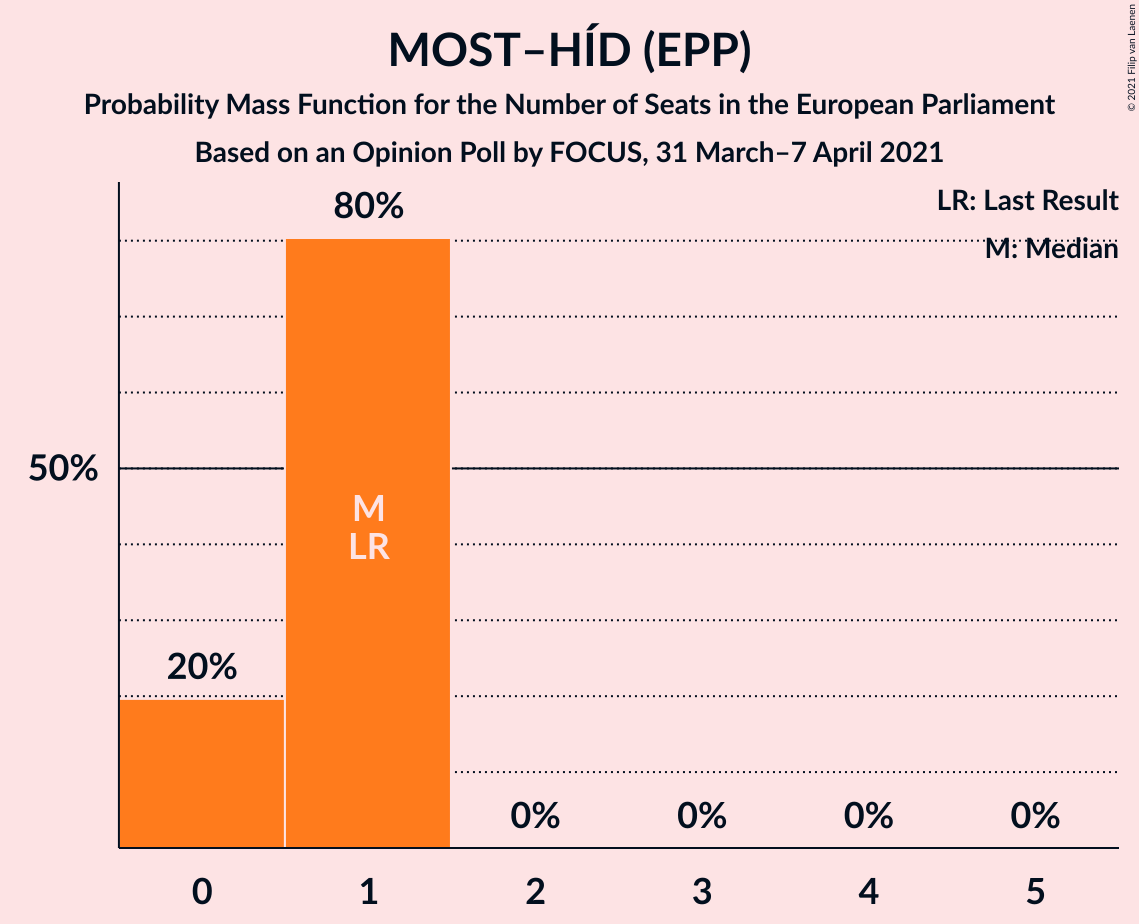 MOST–HÍD (EPP)
Probability Mass Function for the Number of Seats in the European Parliament
Based on an Opinion Poll by FOCUS, 31 March–7 April 2021
© 2021 Filip van Laenen
LR: Last Result
M: Median
80%
50%
M
LR
20%
0% 0% 0% 0%
0 1 2 3 4 5